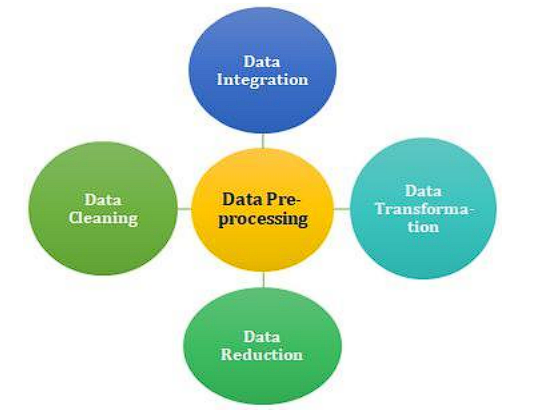 Data
Integration
Data
Cleaning
Data Pre-
processing
Data
Transforma-
tion
Data
Reduction